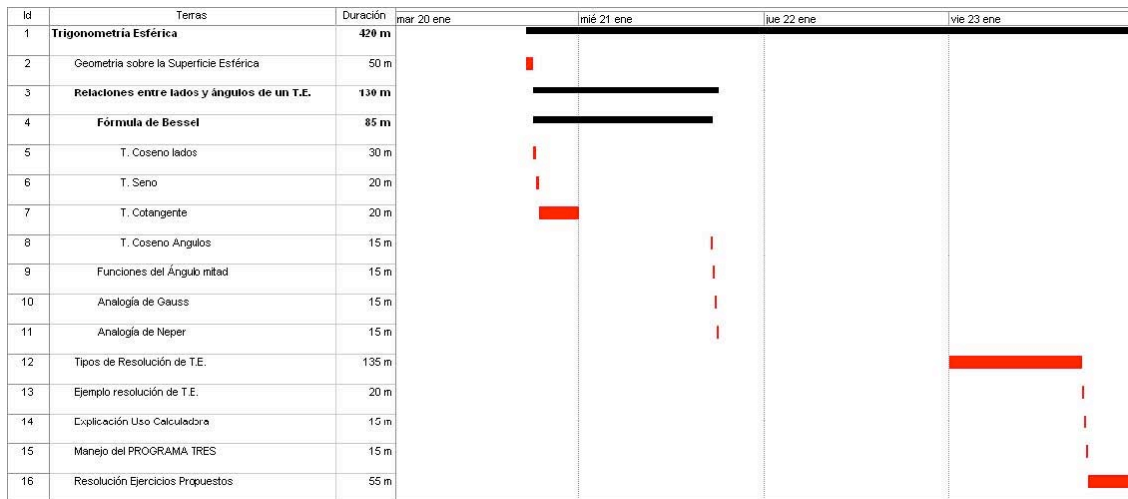 Id Terras Duración mar 20 ene mié 21 ene jue 22 ene vie 23 ene
1 Trigonometría Esférica 420 m
2 Geometria sobre la Superficie Esférica 50 m
3 Relaciones entre lados y ángulos de un T.E. 130 m
4 Fórmula de Bessel 85 m
5 T. Coseno lados 30 m
6 T. Seno 20 m
7 T. Cotangente 20 m
8 T. Coseno Angulos 15 m
9 Funciones del Ángulo mitad 15 m
10 Analogía de Gauss 15 m
11 Analogía de Neper 15 m
12 Tipos de Resolución de T.E. 135 m
13 Ejemplo resolución de T.E. 20 m
14 Explicación Uso Calculadora 15 m
15 Manejo del PROGRAMA TRES 15 m
16 Resolución Ejercicios Propuestos 55 m